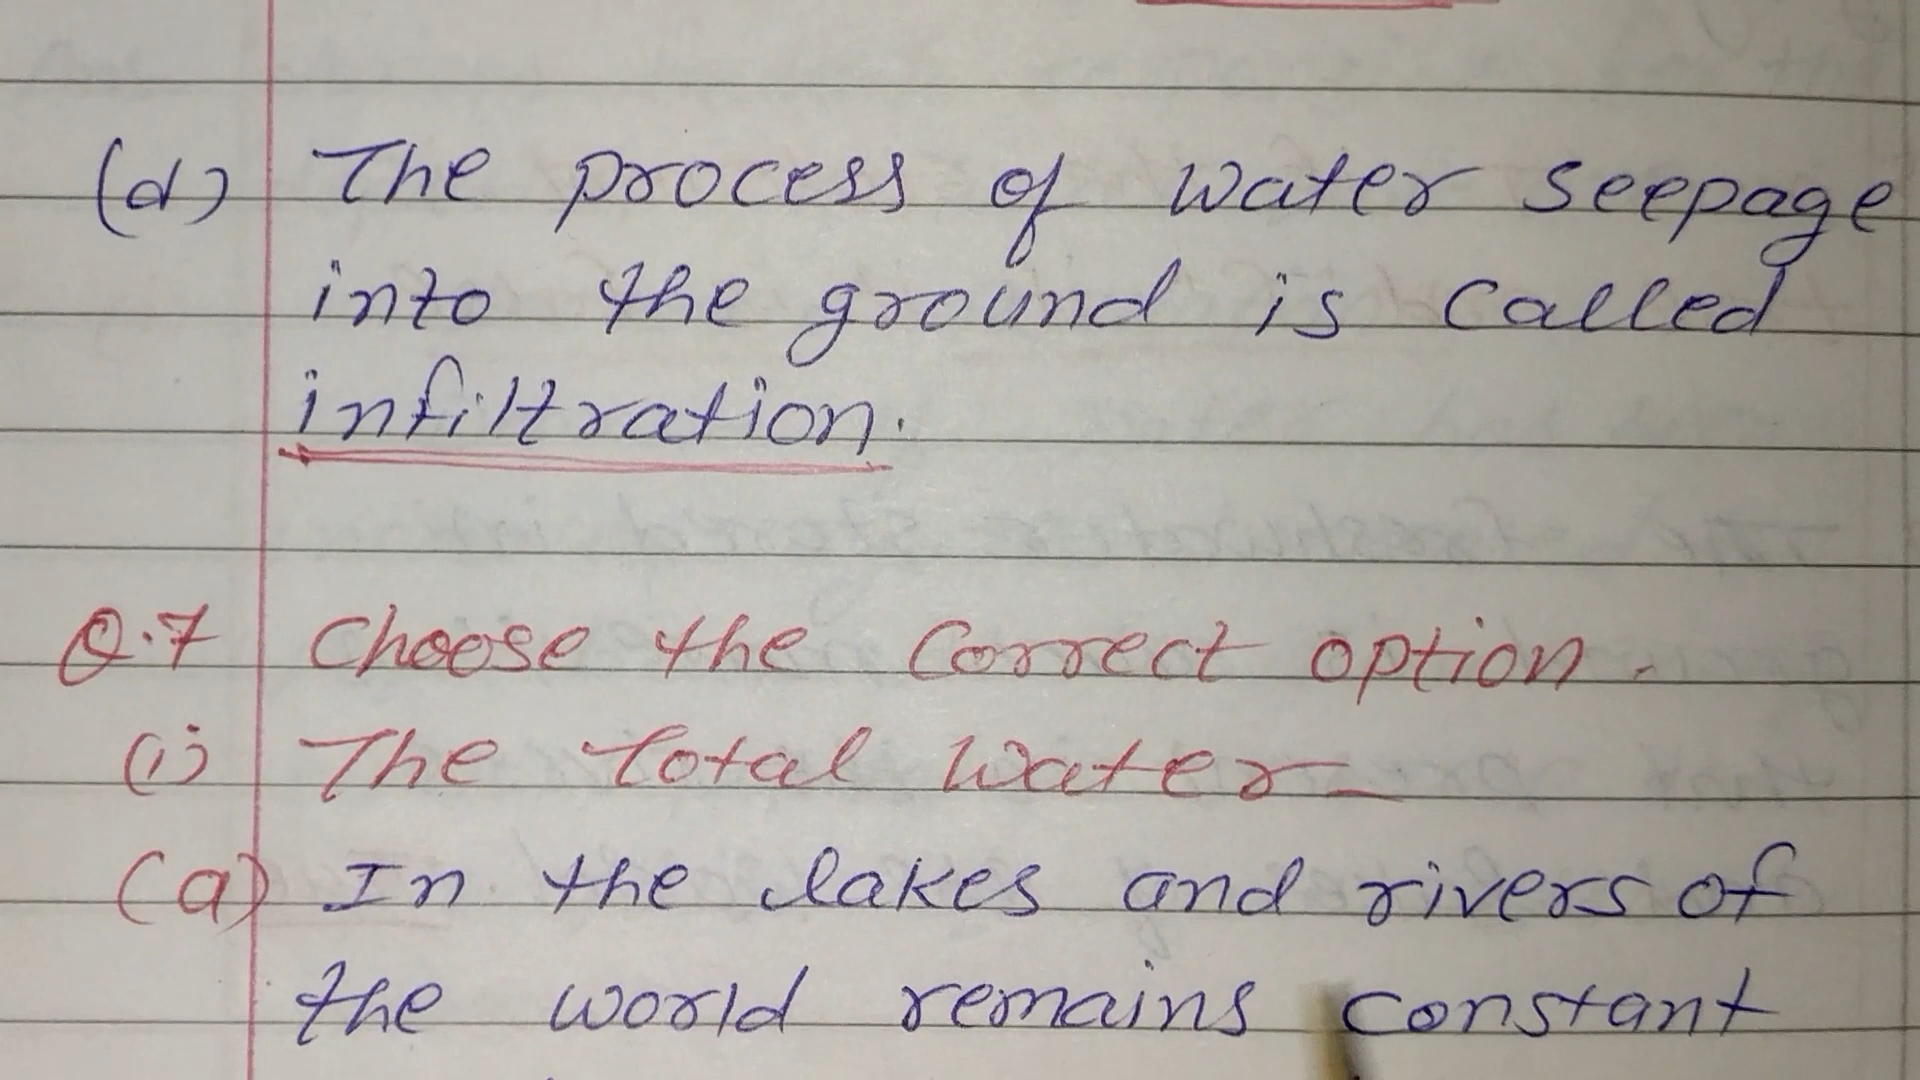 (d) The process of water seepage
into the ground is called
infiltration.
Q.7 Choose the Correct option.
(i) The total water-
(a) In the lakes and rivers of
the world remains constant